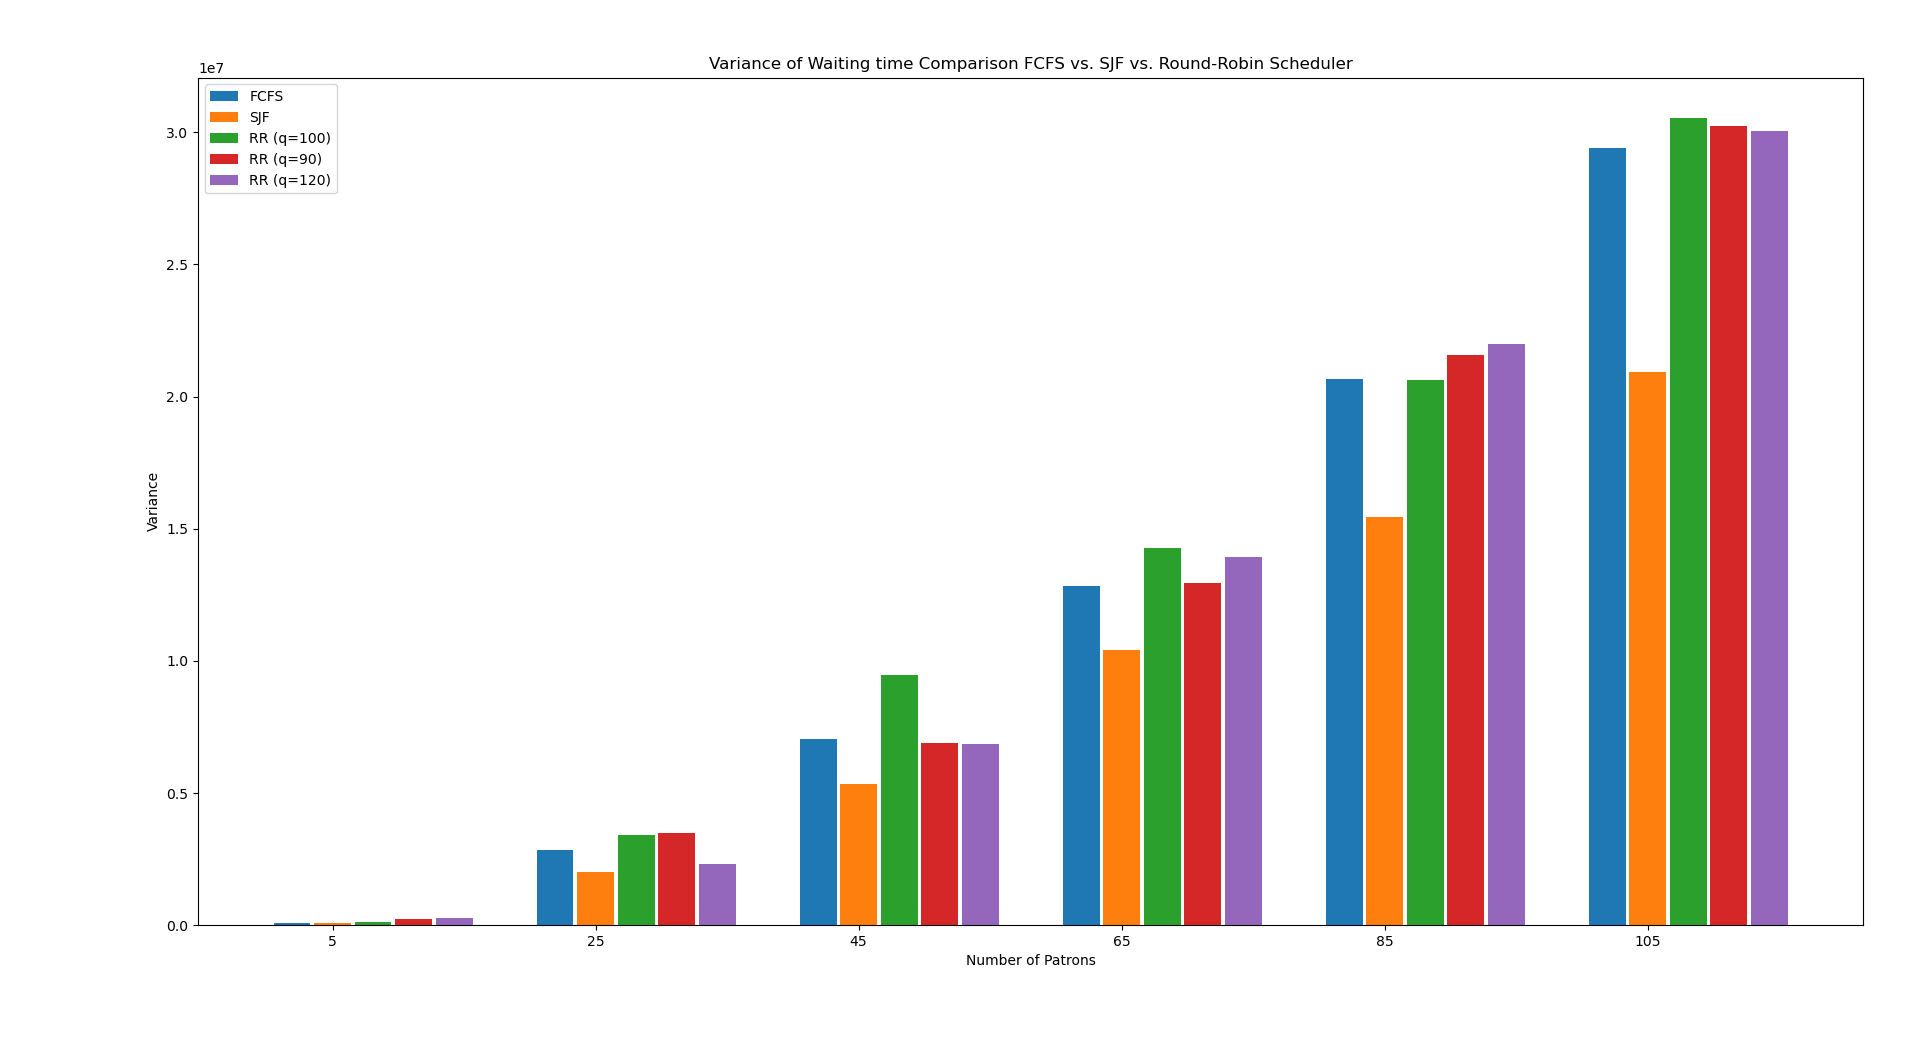 Variance of Waiting time Comparison FCFS vs. SJF vs. Round-Robin Scheduler
1e7
FCFS
SJF
RR (q=100)
RR (q=90)
RR (q=120)
3.0
2.5
2.0
1.5
1.0
0.5
0.0
Variance
5 25 45 65 85 105
Number of Patrons